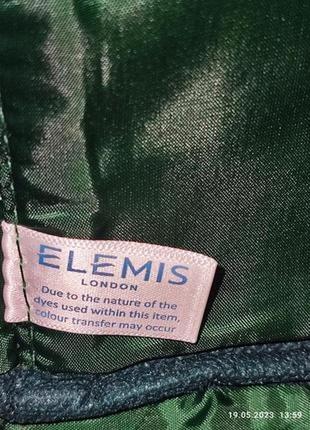 ELEMIS
LONDON
Due to the nature of the
dyes used within this item,
colour transfer may occur
19.05.2023 13:59